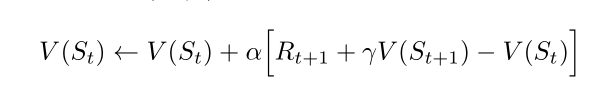 V(S_t) ← V(S_t) + α[R_{t+1} + γV(S_{t+1}) − V(S_t)]